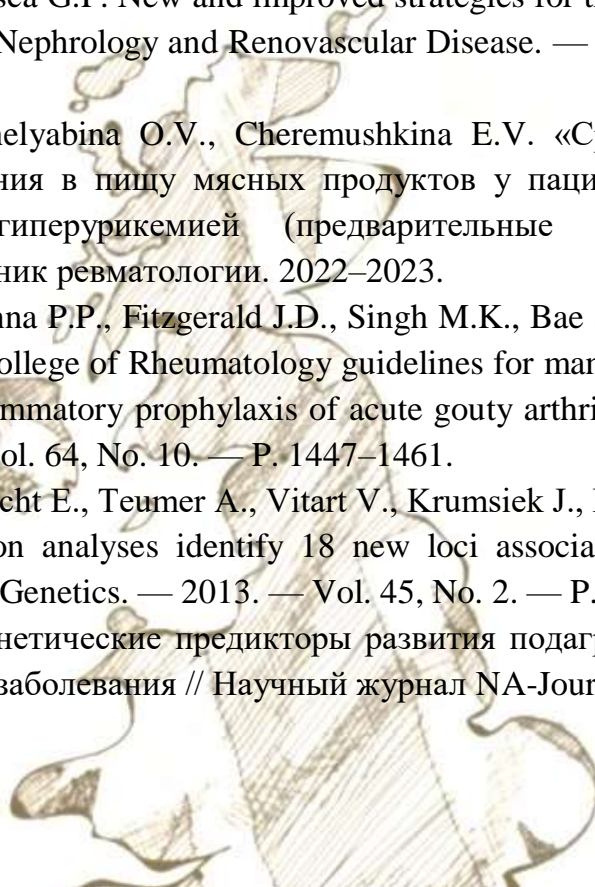 sea G.P. New and improved strategies for t
Nephrology and Renovascular Disease. —
nelyabina O.V., Cheremushkina E.V. «С
ния в пищу мясных продуктов у паци
гиперурикемией (предварительные
ник ревматологии. 2022–2023.
nna P.P., Fitzgerald J.D., Singh M.K., Bae
ollege of Rheumatology guidelines for man
mmatory prophylaxis of acute gouty arthri
ol. 64, No. 10. — P. 1447–1461.
cht E., Teumer A., Vitart V., Krumsiek J.,
on analyses identify 18 new loci associa
Genetics. — 2013. — Vol. 45, No. 2. — P.
нетические предикторы развития подаг
заболевания // Научный журнал NA-Jour